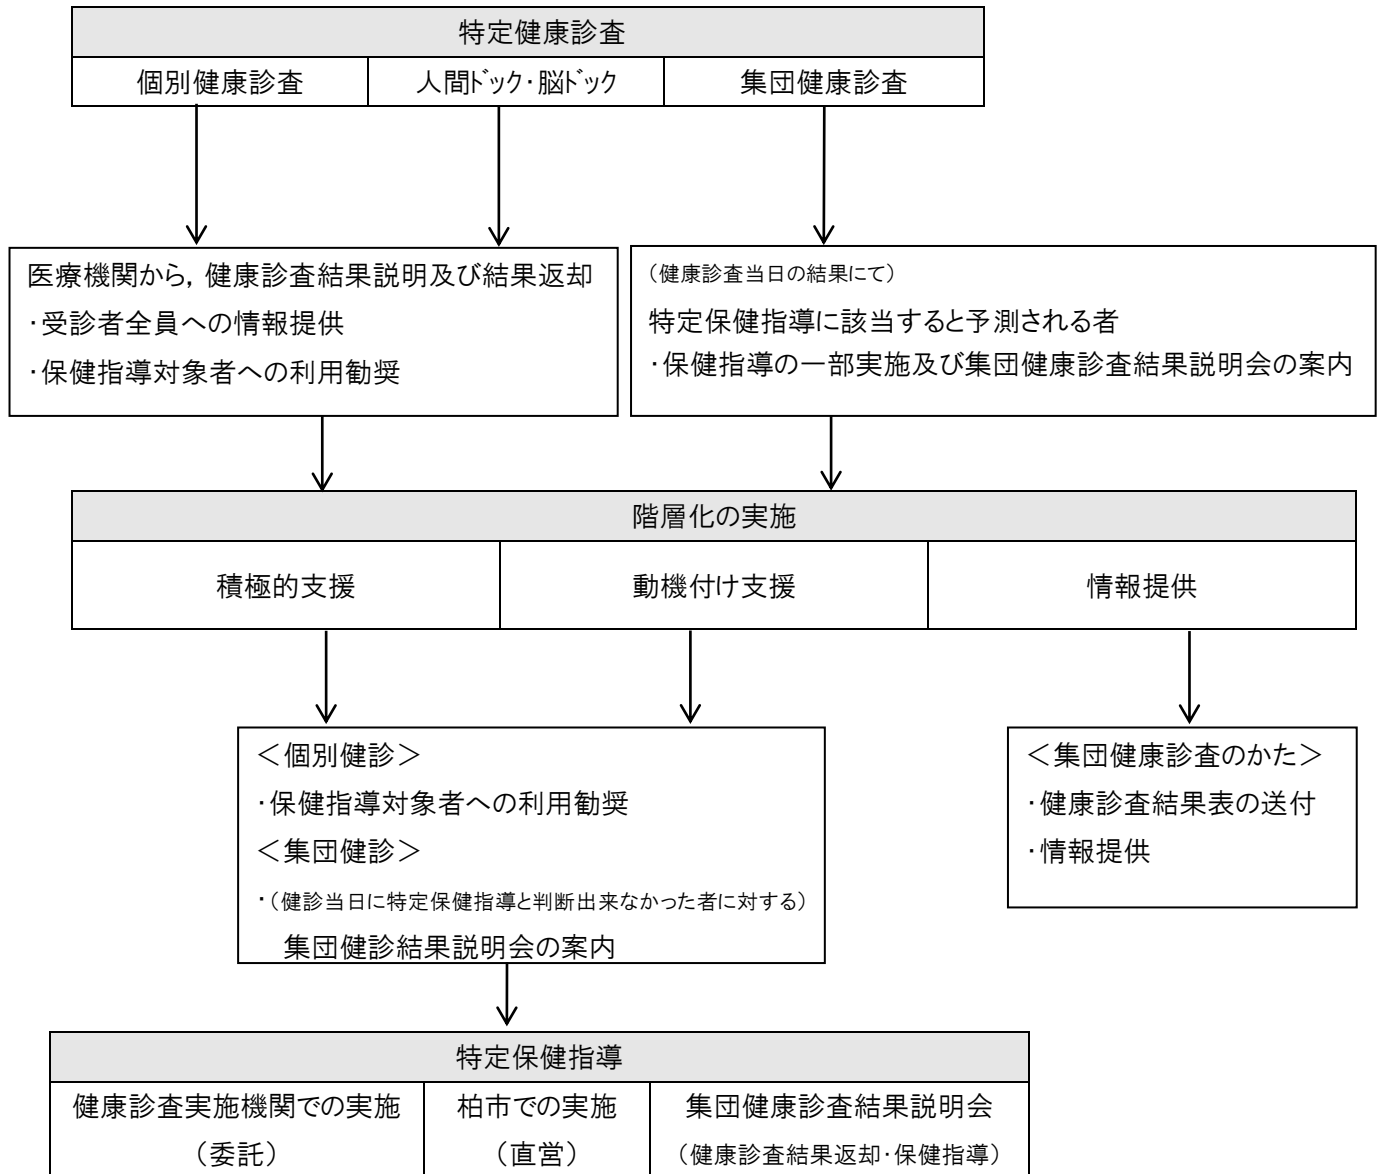 特定健康診査
個別健康診査
人間ﾄﾞｯｸ・脳ﾄﾞｯｸ
集団健康診査
医療機関から，健康診査結果説明及び結果返却
・受診者全員への情報提供
・保健指導対象者への利用勧奨
（健康診査当日の結果にて）
特定保健指導に該当すると予測される者
・保健指導の一部実施及び集団健康診査結果説明会の案内
階層化の実施
積極的支援
動機付け支援
情報提供
＜個別健診＞
・保健指導対象者への利用勧奨
＜集団健診＞
・（健診当日に特定保健指導と判断出来なかった者に対する）
集団健診結果説明会の案内
＜集団健康診査のかた＞
・健康診査結果表の送付
・情報提供
特定保健指導
健康診査実施機関での実施
（委託）
柏市での実施
（直営）
集団健康診査結果説明会
（健康診査結果返却・保健指導）